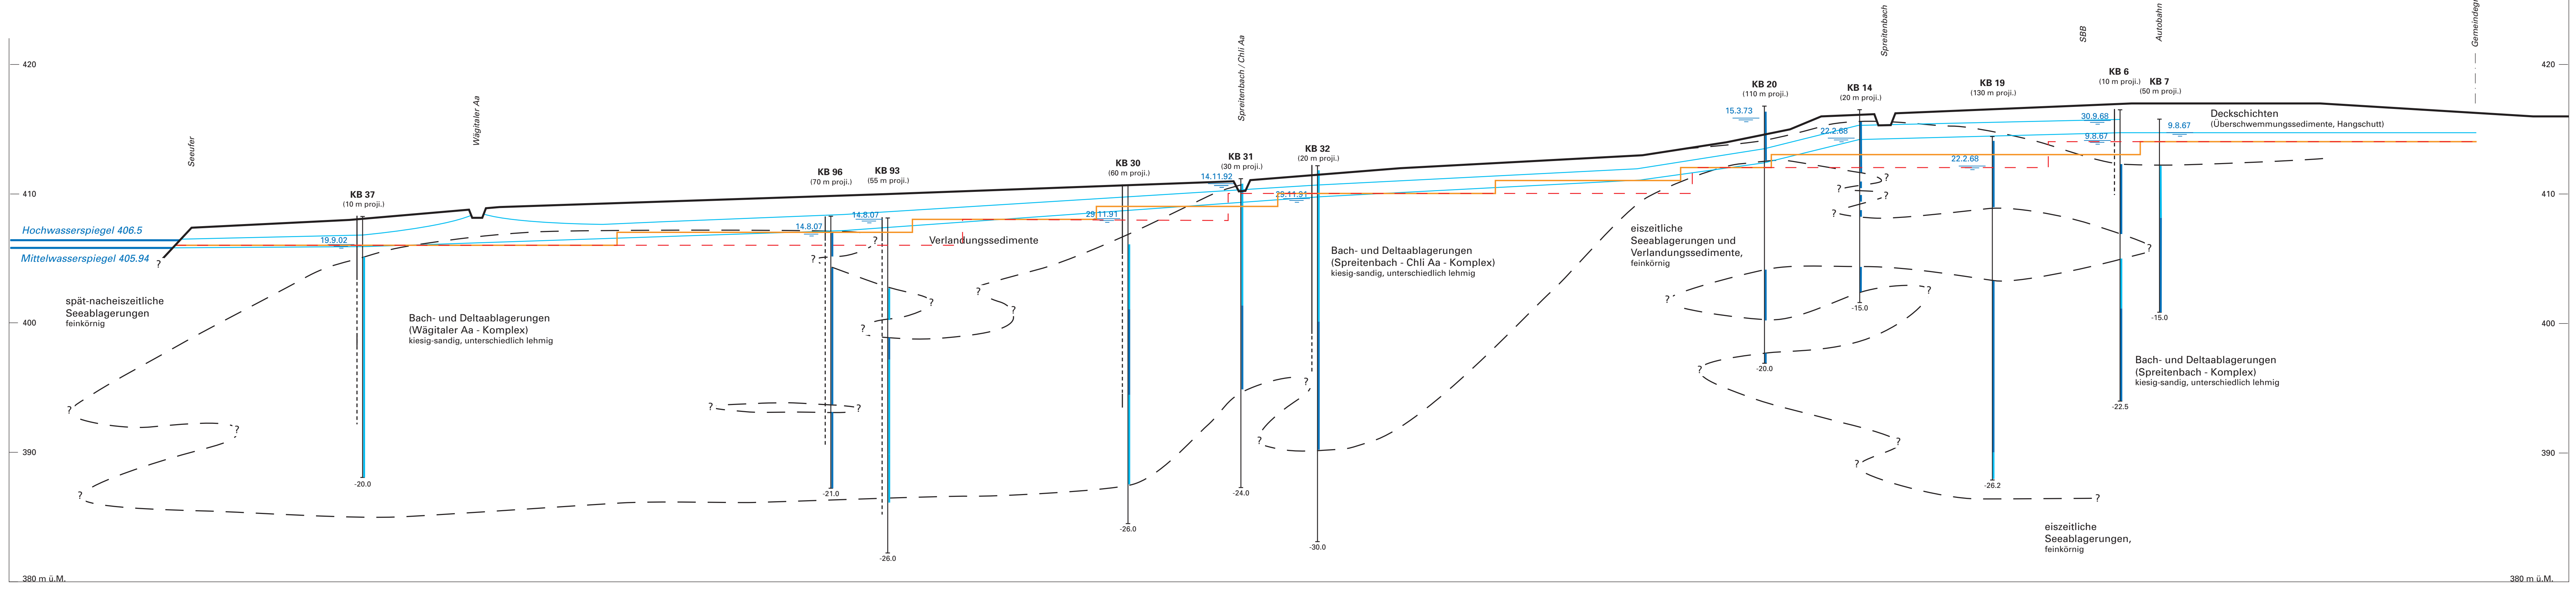 Seeufer
Wägitaler Aa
Spreitenbach / Chli Aa
Spreitenbach
SBB
Autobahn
420
420
410
410
400
400
390
390
380 m ü.M.
380 m ü.M.
Hochwasserspiegel 406.5
Mittelwasserspiegel 405.94
KB 37
(10 m proji.)
19.9.02
-20.0
KB 96
(70 m proji.)
14.8.07
-21.0
KB 93
(55 m proji.)
14.8.07
-26.0
KB 30
(60 m proji.)
29.11.91
-26.0
KB 31
(30 m proji.)
14.11.92
-24.0
KB 32
(20 m proji.)
29.11.91
-30.0
KB 20
(110 m proji.)
15.3.73
-20.0
KB 14
(20 m proji.)
22.2.68
-15.0
KB 19
(130 m proji.)
22.2.68
-26.2
KB 6
(10 m proji.)
30.9.68
9.8.67
-22.5
KB 7
(50 m proji.)
9.8.67
-15.0
spät-nacheiszeitliche
Seeablagerungen
feinkörnig
Bach- und Deltaablagerungen
(Wägitaler Aa - Komplex)
kiesig-sandig, unterschiedlich lehmig
Verlandungssedimente
Bach- und Deltaablagerungen
(Spreitenbach - Chli Aa - Komplex)
kiesig-sandig, unterschiedlich lehmig
eiszeitliche
Seeablagerungen und
Verlandungssedimente,
feinkörnig
Deckschichten
(Überschwemmungssedimente, Hangschutt)
Bach- und Deltaablagerungen
(Spreitenbach - Komplex)
kiesig-sandig, unterschiedlich lehmig
eiszeitliche
Seeablagerungen,
feinkörnig
? ? ? ? ? ? ? ? ? ? ? ? ? ? ? ? ? ? ? ? ? ? ? ? ? ? ?